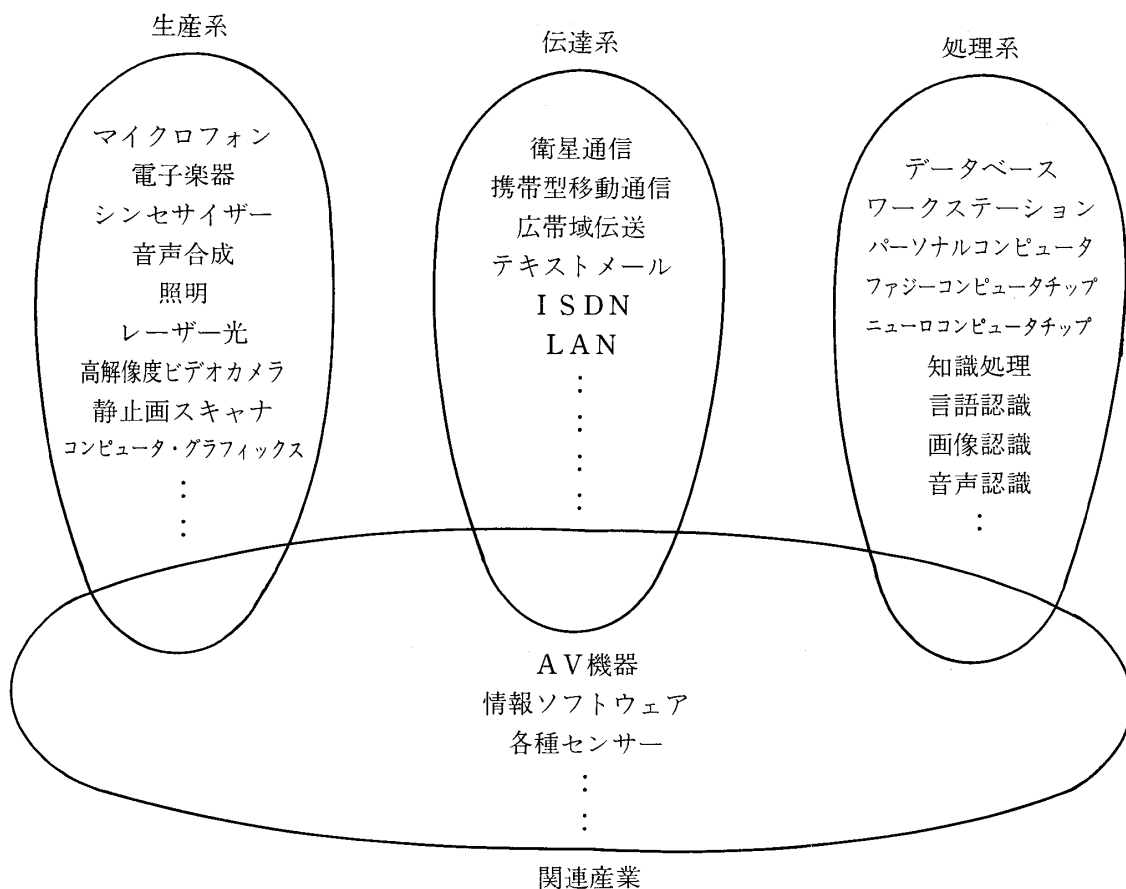 生産系
マイクロフォン
電子楽器
シンセサイザー
音声合成
照明
レーザー光
高解像度ビデオカメラ
静止画スキャナ
コンピュータ・グラフィックス
:
:
伝達系
衛星通信
携帯型移動通信
広帯域伝送
テキストメール
ISDN
LAN
:
:
:
:
処理系
データベース
ワークステーション
パーソナルコンピュータ
ファジーコンピュータチップ
ニューロコンピュータチップ
知識処理
言語認識
画像認識
音声認識
:
AV機器
情報ソフトウェア
各種センサー
:
:
関連産業